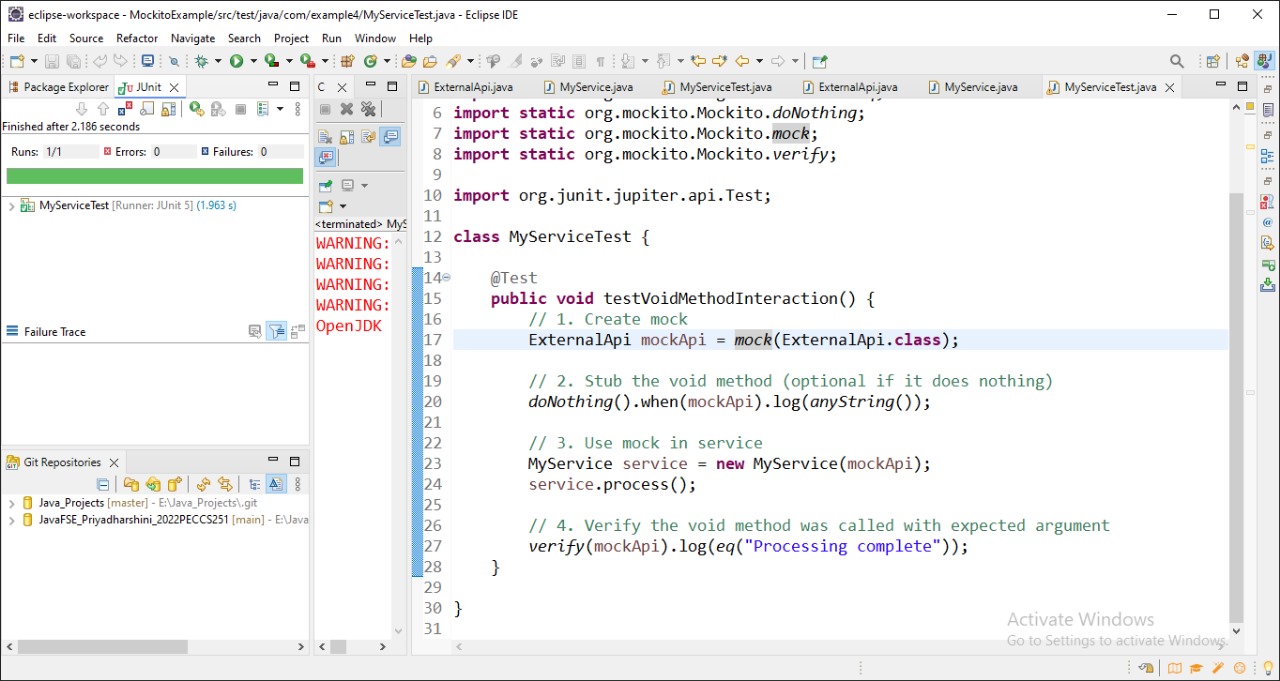 eclipse-workspace - MockitoExample/src/test/java/com/example4/MyServiceTest.java - Eclipse IDE
File Edit Source Refactor Navigate Search Project Run Window Help
Package Explorer JUnit
Finished after 2.186 seconds
Runs: 1/1 Errors: 0 Failures: 0
MyServiceTest [Runner: JUnit 5] (1.963 s)
Failure Trace
Git Repositories
Java_Projects [master] - E:\Java_Projects\.git
JavaFSE_Priyadharshini_2022PECCS251 [main] - E:\Java
C
<terminated> MyS
WARNING:
WARNING:
WARNING:
WARNING:
OpenJDK
ExternalApi.java MyService.java MyServiceTest.java ExternalApi.java MyService.java MyServiceTest.java
6 import static org.mockito.Mockito.doNothing;
7 import static org.mockito.Mockito.mock;
8 import static org.mockito.Mockito.verify;
9
10 import org.junit.jupiter.api.Test;
11
12 class MyServiceTest {
13
14 @Test
15 public void testVoidMethodInteraction() {
16 // 1. Create mock
17 ExternalApi mockApi = mock(ExternalApi.class);
18
19 // 2. Stub the void method (optional if it does nothing)
20 doNothing().when(mockApi).log(anyString());
21
22 // 3. Use mock in service
23 MyService service = new MyService(mockApi);
24 service.process();
25
26 // 4. Verify the void method was called with expected argument
27 verify(mockApi).log(eq("Processing complete"));
28 }
29
30 }
31
Activate Windows
Go to Settings to activate Windows.